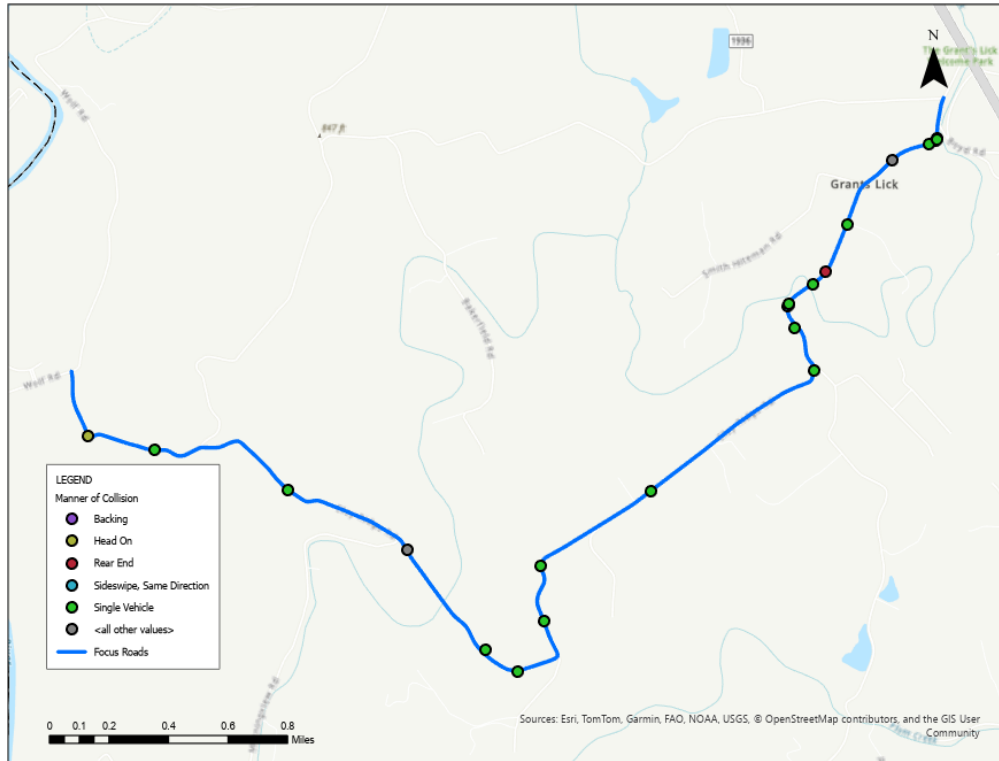 1936
N
The Grant's Lick
Welcome Park
Wolf Rd
847 ft
Boyd Rd
Grants Lick
Smith Hiteman Rd
Bakerfield Rd
Wolf Rd
LEGEND
Manner of Collision
Backing
Head On
Rear End
Sideswipe, Same Direction
Single Vehicle
<all other values>
Focus Roads
0 0.1 0.2 0.4 0.6 0.8
Miles
Sources: Esri, TomTom, Garmin, FAO, NOAA, USGS, © OpenStreetMap contributors, and the GIS User
Community